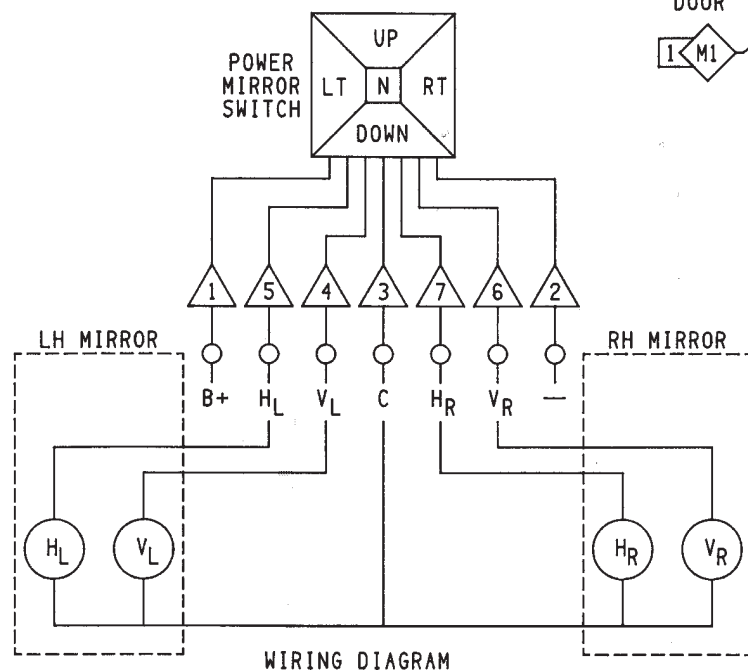 DOOR
1 M1
UP
POWER
MIRROR
SWITCH
LT N RT
DOWN
1 5 4 3 7 6 2
LH MIRROR
RH MIRROR
B+ HL VL C HR VR —
HL VL HR VR
WIRING DIAGRAM